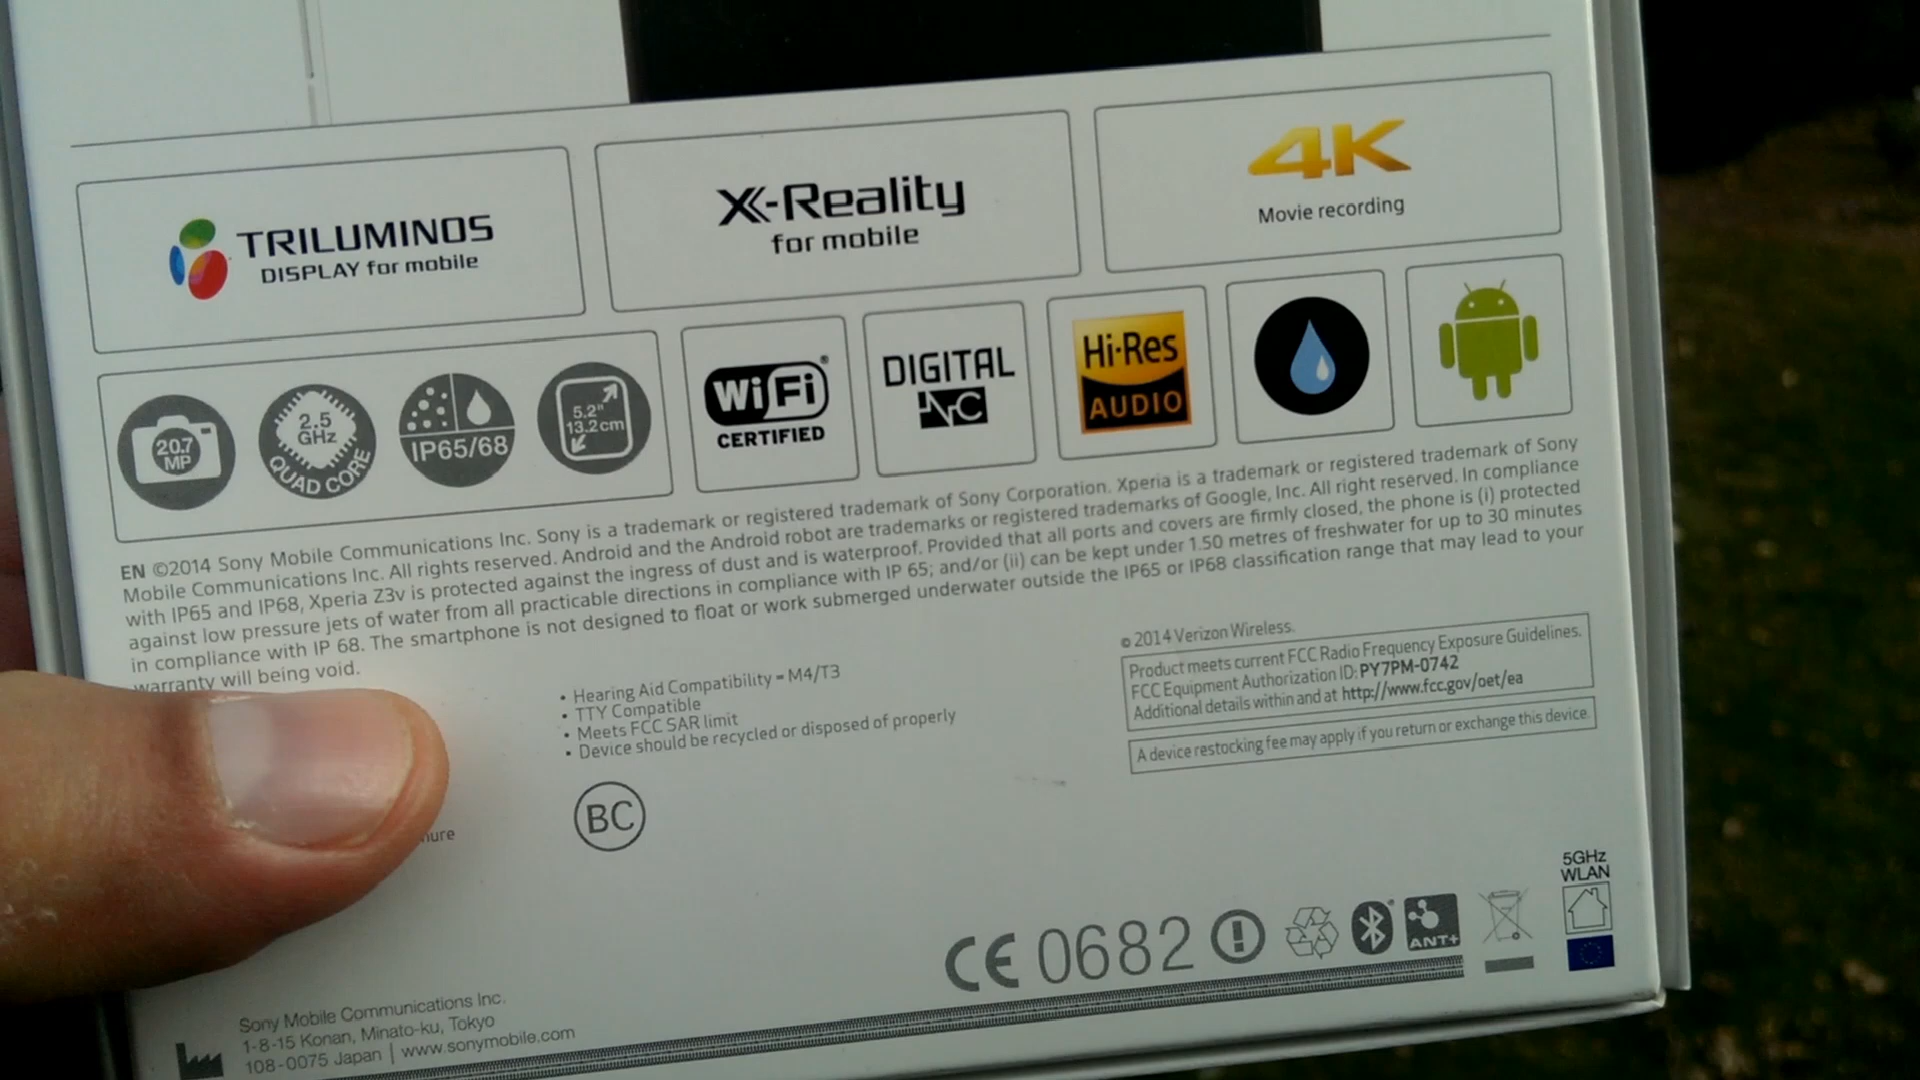 TRILUMINOS
DISPLAY for mobile
X-Reality
for mobile
4K
Movie recording
20.7
MP
2.5
GHz
QUAD CORE
IP65/68
5.2"
13.2cm
WiFi®
CERTIFIED
DIGITAL
NC
Hi-Res
AUDIO
EN ©2014 Sony Mobile Communications Inc. Sony is a trademark or registered trademark of Sony Corporation. Xperia is a trademark or registered trademark of Sony
Mobile Communications Inc. All rights reserved. Android and the Android robot are trademarks or registered trademarks of Google, Inc. All right reserved. In compliance
with IP65 and IP68, Xperia Z3v is protected against the ingress of dust and is waterproof. Provided that all ports and covers are firmly closed, the phone is (i) protected
against low pressure jets of water from all practicable directions in compliance with IP 65; and/or (ii) can be kept under 1.50 metres of freshwater for up to 30 minutes
in compliance with IP 68. The smartphone is not designed to float or work submerged underwater outside the IP65 or IP68 classification range that may lead to your
warranty will being void.
• Hearing Aid Compatibility = M4/T3
• TTY Compatible
• Meets FCC SAR limit
• Device should be recycled or disposed of properly
© 2014 Verizon Wireless.
Product meets current FCC Radio Frequency Exposure Guidelines.
FCC Equipment Authorization ID: PY7PM-0742
Additional details within and at http://www.fcc.gov/oet/ea
A device restocking fee may apply if you return or exchange this device.
BC
5GHz
WLAN
CE 0682
ANT+
Sony Mobile Communications Inc.
1-8-15 Konan, Minato-ku, Tokyo
108-0075 Japan | www.sonymobile.com